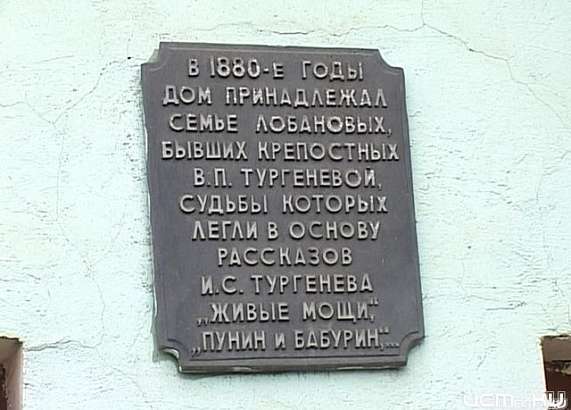 В 1880-Е ГОДЫ
ДОМ ПРИНАДЛЕЖАЛ
СЕМЬЕ ЛОБАНОВЫХ,
БЫВШИХ КРЕПОСТНЫХ
В.П. ТУРГЕНЕВОЙ,
СУДЬБЫ КОТОРЫХ
ЛЕГЛИ В ОСНОВУ
РАССКАЗОВ
И.С. ТУРГЕНЕВА
„ЖИВЫЕ МОЩИ",
„ПУНИН И БАБУРИН",...